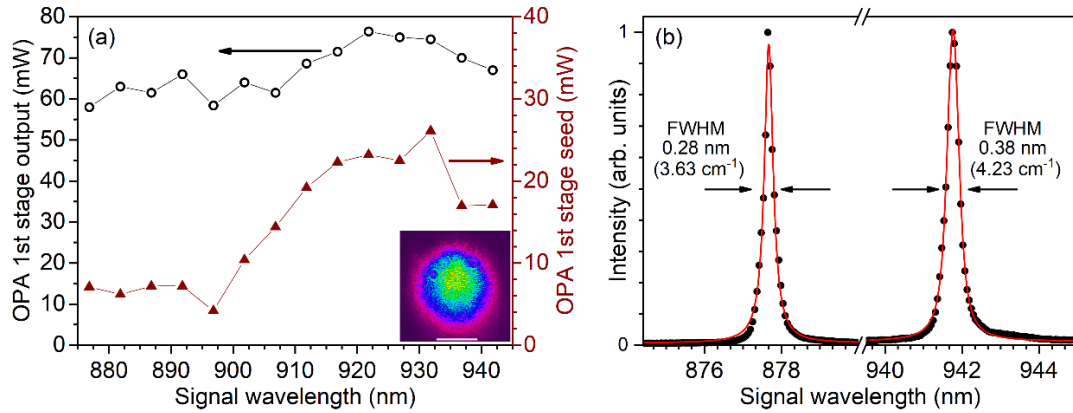 (a)
OPA 1st stage output (mW)
80
70
60
50
40
30
20
10
0
880 890 900 910 920 930 940
Signal wavelength (nm)
40
30
20
10
0
OPA 1st stage seed (mW)
(b)
Intensity (arb. units)
1
0
FWHM
0.28 nm
(3.63 cm⁻¹)
FWHM
0.38 nm
(4.23 cm⁻¹)
876 878 940 942 944
Signal wavelength (nm)